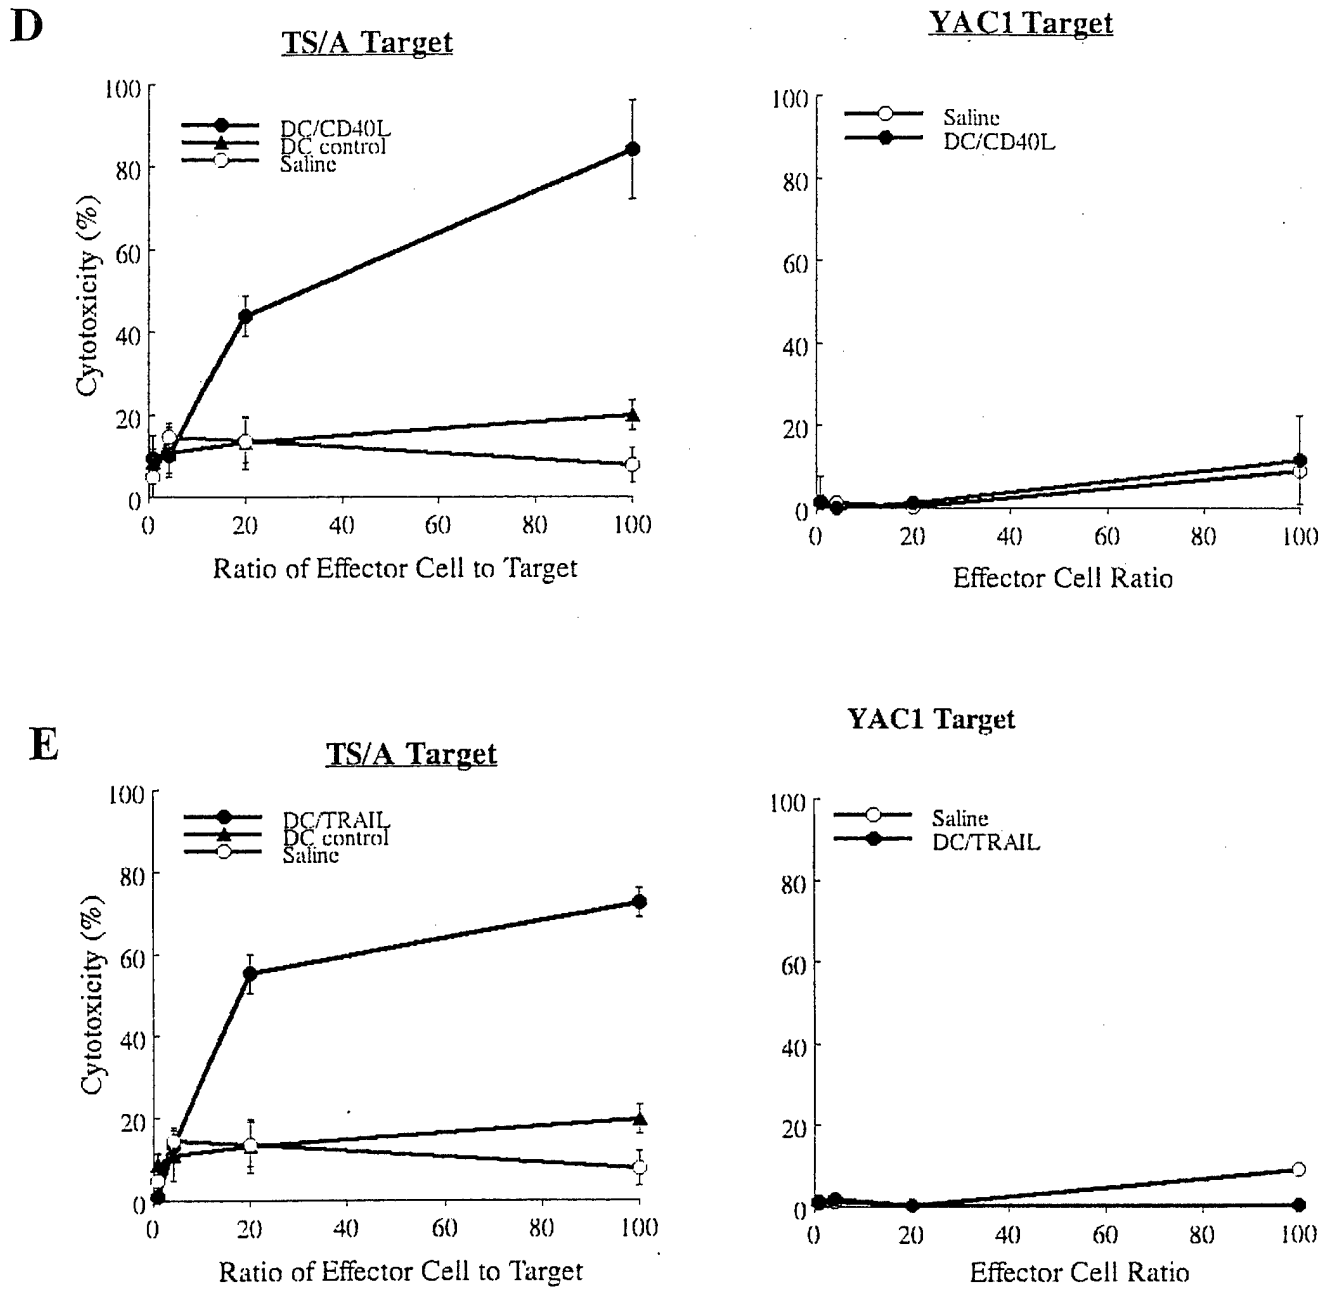 D
TS/A Target
100
80
60
40
20
0
Cytotoxicity (%)
DC/CD40L
DC control
Saline
0 20 40 60 80 100
Ratio of Effector Cell to Target
YAC1 Target
100
80
60
40
20
0
Saline
DC/CD40L
0 20 40 60 80 100
Effector Cell Ratio
E
TS/A Target
100
80
60
40
20
0
Cytotoxicity (%)
DC/TRAIL
DC control
Saline
0 20 40 60 80 100
Ratio of Effector Cell to Target
YAC1 Target
100
80
60
40
20
0
Saline
DC/TRAIL
0 20 40 60 80 100
Effector Cell Ratio